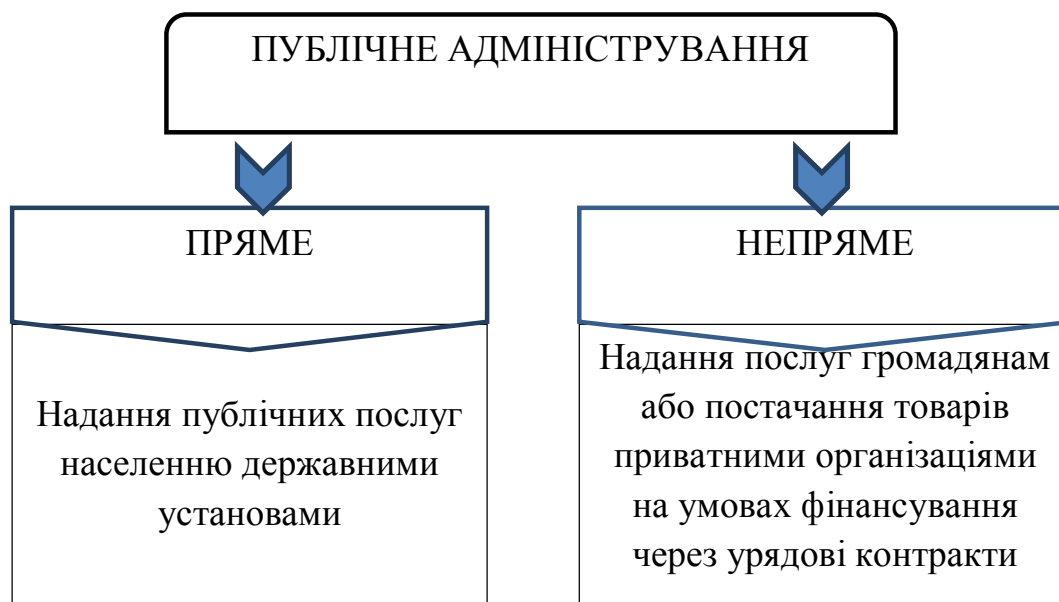 ПУБЛІЧНЕ АДМІНІСТРУВАННЯ
ПРЯМЕ
Надання публічних послуг
населенню державними
установами
НЕПРЯМЕ
Надання послуг громадянам
або постачання товарів
приватними організаціями
на умовах фінансування
через урядові контракти